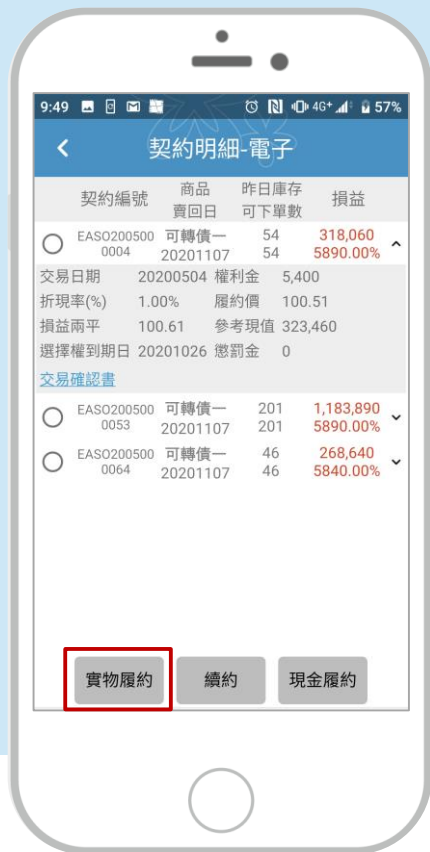 9:49 4G+ 57%
契約明細-電子
契約編號 商品 賣回日 昨日庫存 可下單數 損益
EASO200500 可轉債一 54 318,060
0004 20201107 54 5890.00%
交易日期 20200504 權利金 5,400
折現率(%) 1.00% 履約價 100.51
損益兩平 100.61 參考現值 323,460
選擇權到期日 20201026 懲罰金 0
交易確認書
EASO200500 可轉債一 201 1,183,890
0053 20201107 201 5890.00%
EASO200500 可轉債一 46 268,640
0064 20201107 46 5840.00%
實物履約 續約 現金履約